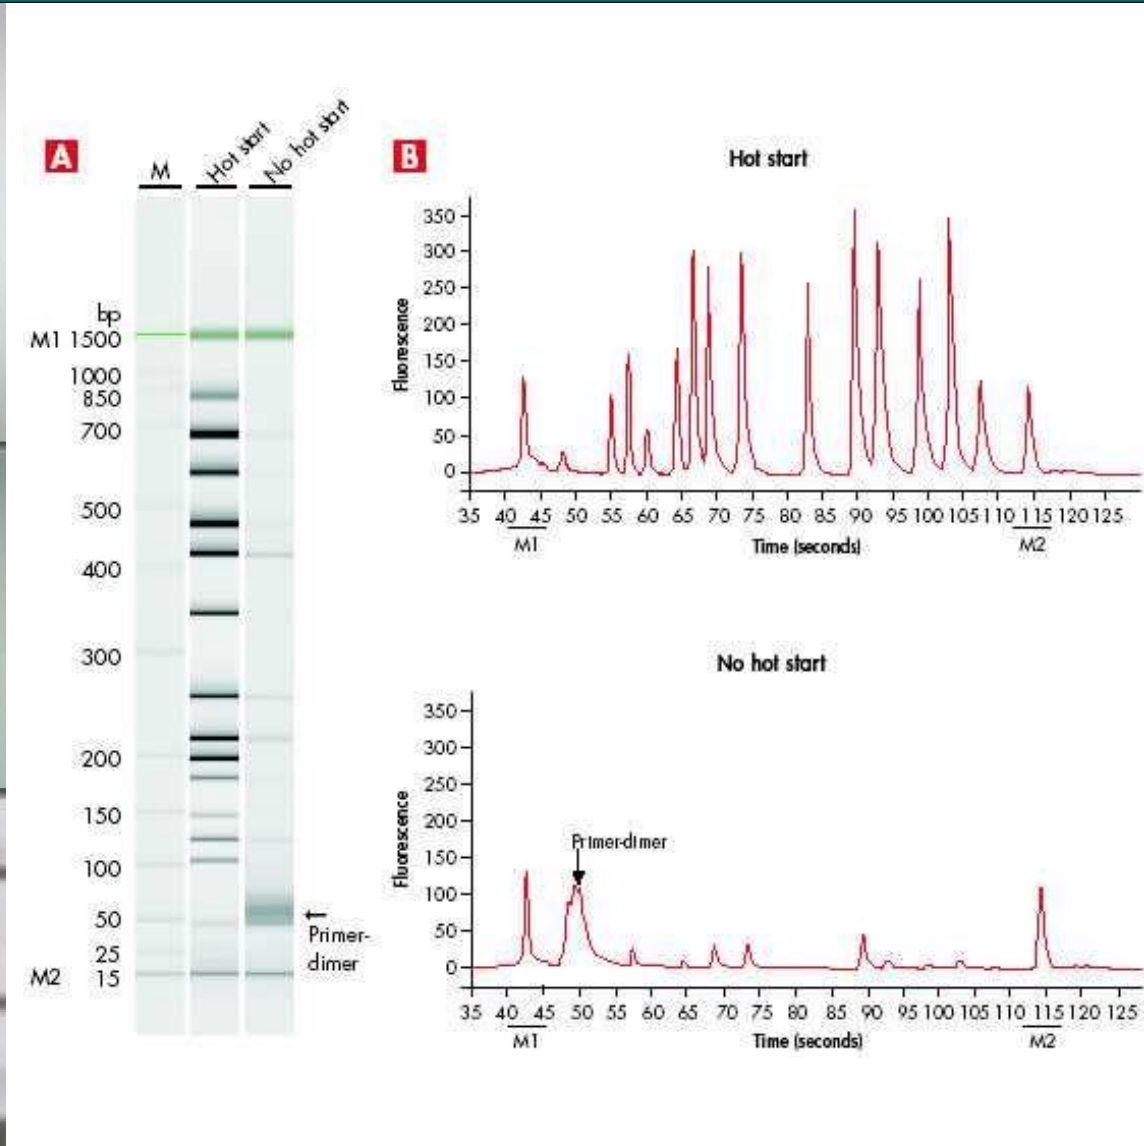 A
M
Hot start
No hot start
bp
M1 1500
1000
850
700
500
400
300
200
150
100
50
25
M2 15
Primer-
dimer
B
Hot start
Fluorescence
350
300
250
200
150
100
50
0
35 40 45 50 55 60 65 70 75 80 85 90 95 100 105 110 115 120 125
M1 M2
Time (seconds)
No hot start
Fluorescence
350
300
250
200
150
100
50
0
Primer-dimer
35 40 45 50 55 60 65 70 75 80 85 90 95 100 105 110 115 120 125
M1 M2
Time (seconds)